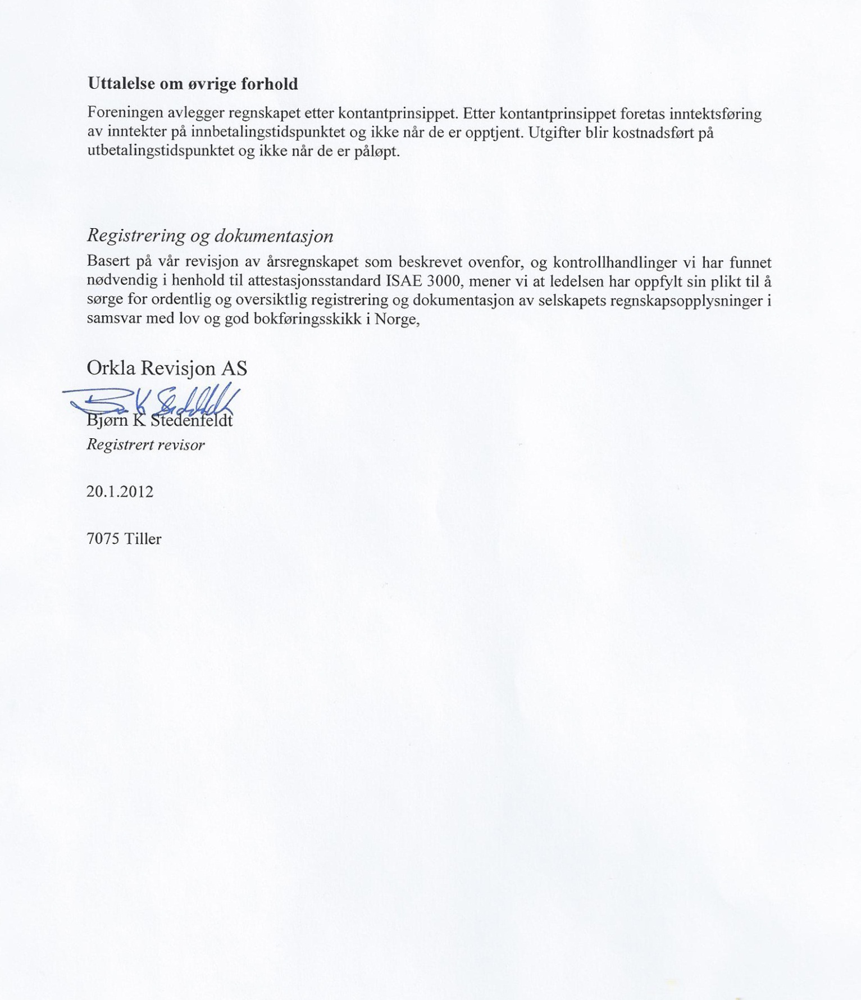 Uttalelse om øvrige forhold
Foreningen avlegger regnskapet etter kontantprinsippet. Etter kontantprinsippet foretas inntektsføring
av inntekter på innbetalingstidspunktet og ikke når de er opptjent. Utgifter blir kostnadsført på
utbetalingstidspunktet og ikke når de er påløpt.
Registrering og dokumentasjon
Basert på vår revisjon av årsregnskapet som beskrevet ovenfor, og kontrollhandlinger vi har funnet
nødvendig i henhold til attestasjonsstandard ISAE 3000, mener vi at ledelsen har oppfylt sin plikt til å
sørge for ordentlig og oversiktlig registrering og dokumentasjon av selskapets regnskapsopplysninger i
samsvar med lov og god bokføringsskikk i Norge,
Orkla Revisjon AS
Bjørn K Stedenfeldt
Registrert revisor
20.1.2012
7075 Tiller